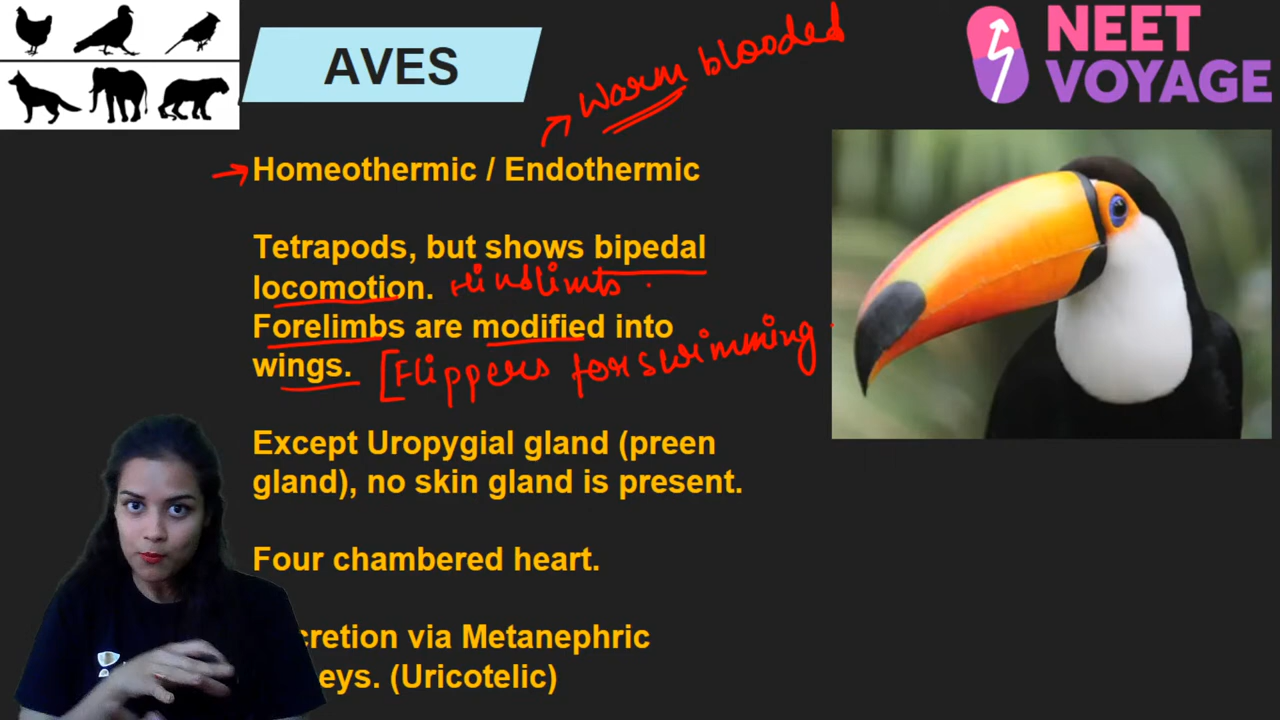 AVES
Warm blooded
NEET
VOYAGE
Homeothermic / Endothermic
Tetrapods, but shows bipedal
locomotion. Hindlimbs.
Forelimbs are modified into
wings. [Flippers for swimming
Except Uropygial gland (preen
gland), no skin gland is present.
Four chambered heart.
cretion via Metanephric
eys. (Uricotelic)